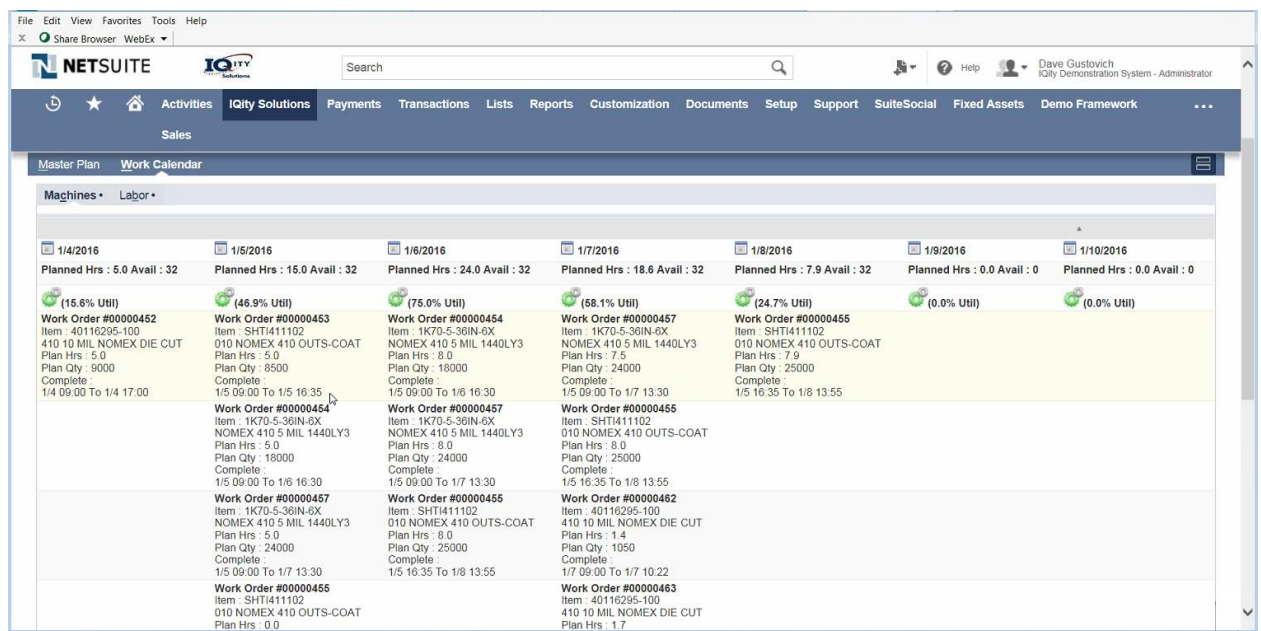 File Edit View Favorites Tools Help
x Share Browser WebEx
NETSUITE
IQITY
Solutions
Search
Help
Dave Gustovich
IQity Demonstration System - Administrator
Activities IQity Solutions Payments Transactions Lists Reports Customization Documents Setup Support SuiteSocial Fixed Assets Demo Framework ...
Sales
Master Plan Work Calendar
Machines • Labor •
1/4/2016 1/5/2016 1/6/2016 1/7/2016 1/8/2016 1/9/2016 1/10/2016
Planned Hrs : 5.0 Avail : 32 Planned Hrs : 15.0 Avail : 32 Planned Hrs : 24.0 Avail : 32 Planned Hrs : 18.6 Avail : 32 Planned Hrs : 7.9 Avail : 32 Planned Hrs : 0.0 Avail : 0 Planned Hrs : 0.0 Avail : 0
(15.6% Util) (46.9% Util) (75.0% Util) (58.1% Util) (24.7% Util) (0.0% Util) (0.0% Util)
Work Order #00000452 Work Order #00000453 Work Order #00000454 Work Order #00000457 Work Order #00000455
Item : 40116295-100 Item : SHTI411102 Item : 1K70-5-36IN-6X Item : 1K70-5-36IN-6X Item : SHTI411102
410 10 MIL NOMEX DIE CUT 010 NOMEX 410 OUTS-COAT NOMEX 410 5 MIL 1440LY3 NOMEX 410 5 MIL 1440LY3 010 NOMEX 410 OUTS-COAT
Plan Hrs : 5.0 Plan Hrs : 5.0 Plan Hrs : 8.0 Plan Hrs : 7.5 Plan Hrs : 7.9
Plan Qty : 9000 Plan Qty : 8500 Plan Qty : 18000 Plan Qty : 24000 Plan Qty : 25000
Complete : Complete : Complete : Complete : Complete :
1/4 09:00 To 1/4 17:00 1/5 09:00 To 1/5 16:35 1/5 09:00 To 1/6 16:30 1/5 09:00 To 1/7 13:30 1/5 16:35 To 1/8 13:55
Work Order #00000454 Work Order #00000457 Work Order #00000455
Item : 1K70-5-36IN-6X Item : 1K70-5-36IN-6X Item : SHTI411102
NOMEX 410 5 MIL 1440LY3 NOMEX 410 5 MIL 1440LY3 010 NOMEX 410 OUTS-COAT
Plan Hrs : 5.0 Plan Hrs : 8.0 Plan Hrs : 8.0
Plan Qty : 18000 Plan Qty : 24000 Plan Qty : 25000
Complete : Complete : Complete :
1/5 09:00 To 1/6 16:30 1/5 09:00 To 1/7 13:30 1/5 16:35 To 1/8 13:55
Work Order #00000457 Work Order #00000455 Work Order #00000462
Item : 1K70-5-36IN-6X Item : SHTI411102 Item : 40116295-100
NOMEX 410 5 MIL 1440LY3 010 NOMEX 410 OUTS-COAT 410 10 MIL NOMEX DIE CUT
Plan Hrs : 5.0 Plan Hrs : 8.0 Plan Hrs : 1.4
Plan Qty : 24000 Plan Qty : 25000 Plan Qty : 1050
Complete : Complete : Complete :
1/5 09:00 To 1/7 13:30 1/5 16:35 To 1/8 13:55 1/7 09:00 To 1/7 10:22
Work Order #00000455 Work Order #00000463
Item : SHTI411102 Item : 40116295-100
010 NOMEX 410 OUTS-COAT 410 10 MIL NOMEX DIE CUT
Plan Hrs : 0.0 Plan Hrs : 1.7